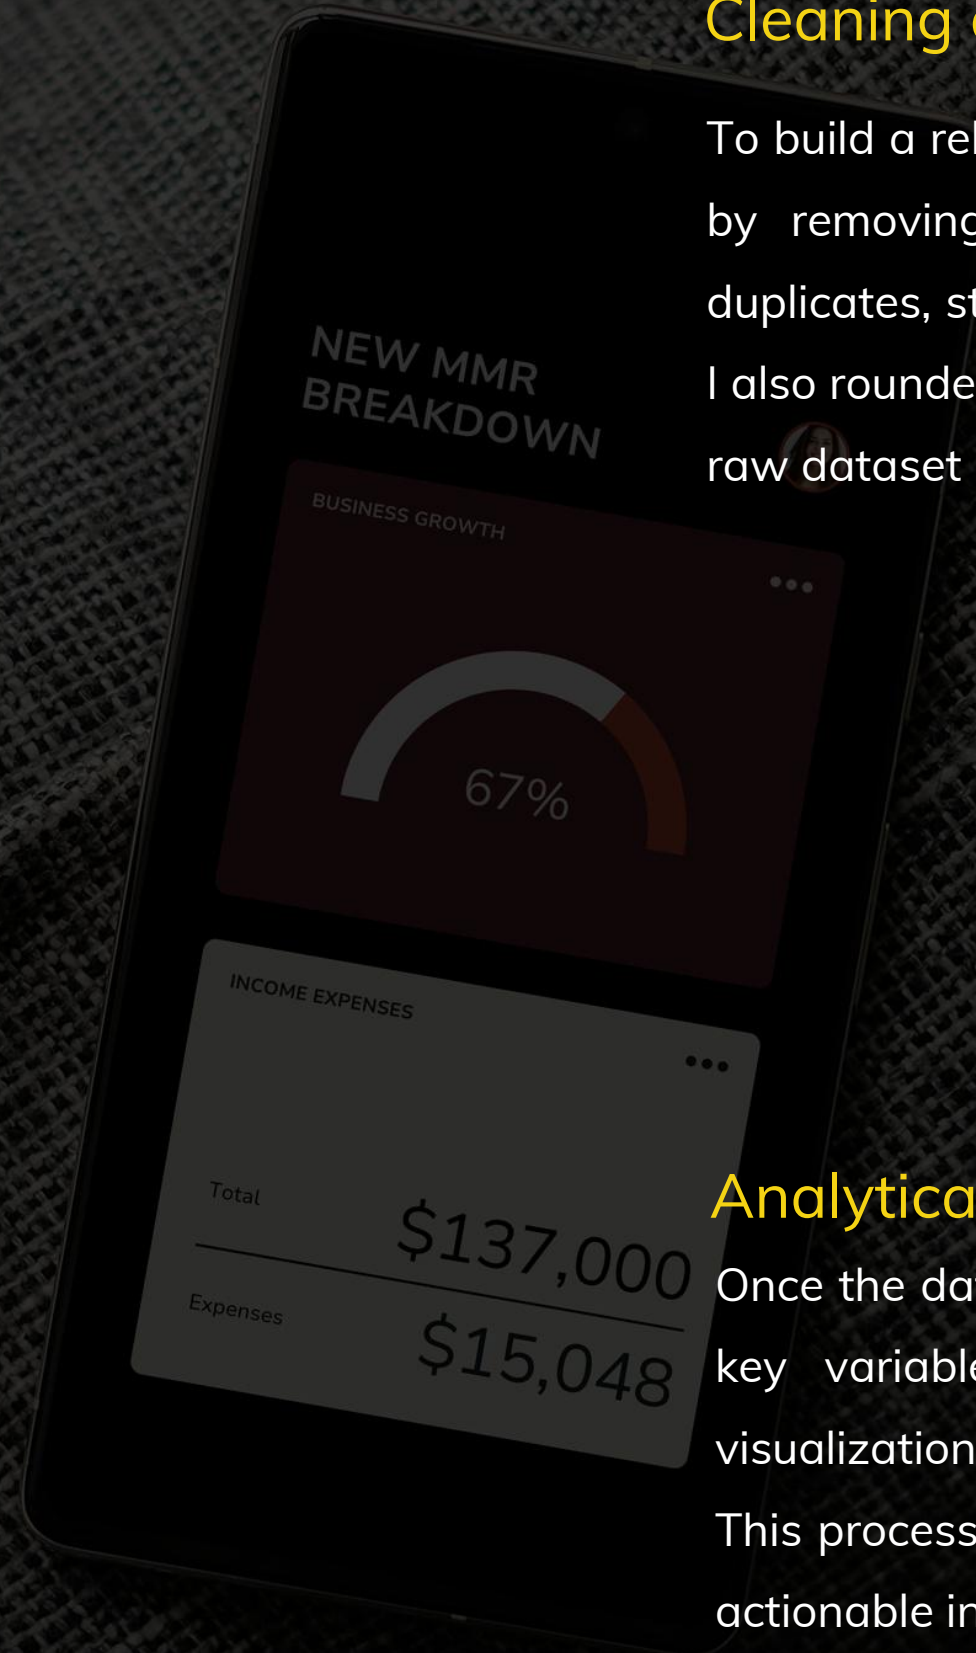 Cleaning
To build a rel
by removing
duplicates, st
I also rounde
raw dataset
NEW MMR
BREAKDOWN
BUSINESS GROWTH
67%
INCOME EXPENSES
Total
$137,000
Expenses
$15,048
Analytica
Once the dat
key variable
visualization
This process
actionable in